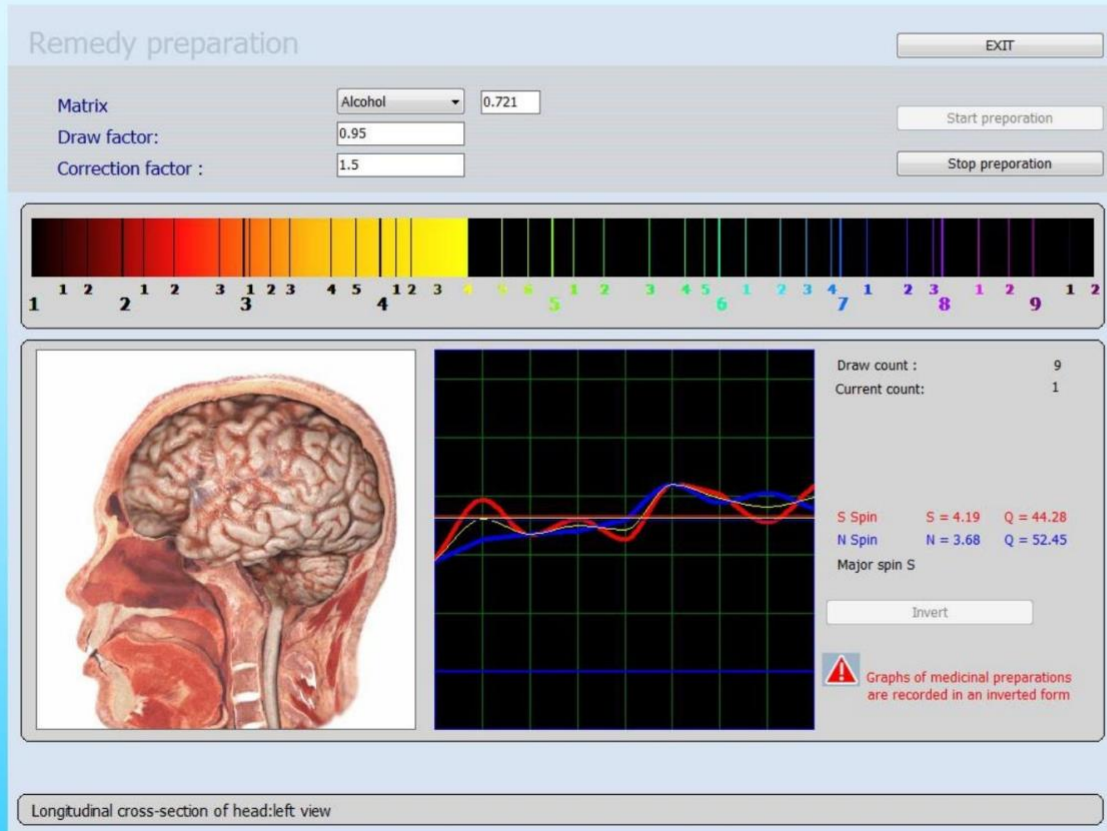 Remedy preparation
EXIT
Matrix
Alcohol
0.721
Start preporation
Draw factor:
0.95
Correction factor :
1.5
Stop preporation
1 2 1 2 3 1 2 3 4 5 1 2 3 4 5 6 1 2 3 4 5 1 2 3 4 1 2 3 1 2 1 2
1 2 3 4 5 6 7 8 9
Draw count : 9
Current count: 1
S Spin S = 4.19 Q = 44.28
N Spin N = 3.68 Q = 52.45
Major spin S
Invert
Graphs of medicinal preparations
are recorded in an inverted form
Longitudinal cross-section of head:left view